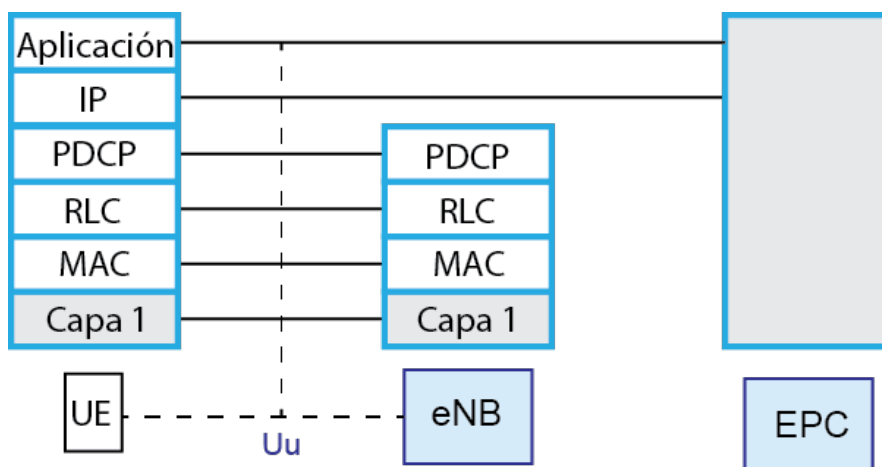 Aplicación
IP
PDCP
PDCP
RLC
RLC
MAC
MAC
Capa 1
Capa 1
UE
eNB
EPC
Uu